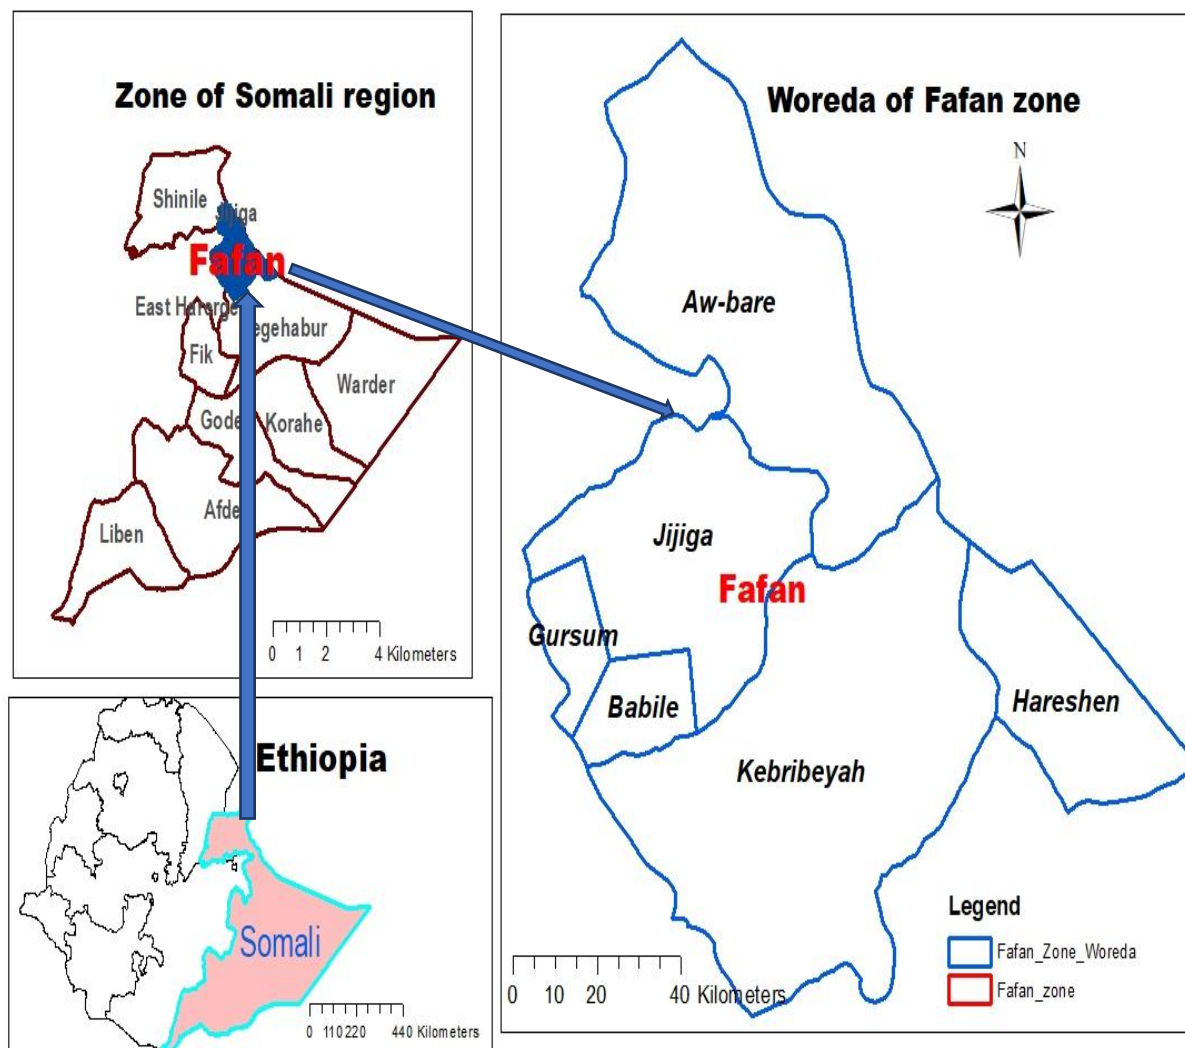 Zone of Somali region
Shinile
Jijiga
Fafan
East Hararge
egehabur
Fik
Warder
Gode
Korahe
Afde
Liben
0 1 2 4 Kilometers
Ethiopia
Somali
0 110 220 440 Kilometers
Woreda of Fafan zone
N
Aw-bare
Jijiga
Fafan
Gursum
Babile
Hareshen
Kebribeyah
Legend
Fafan_Zone_Woreda
Fafan_zone
0 10 20 40 Kilometers